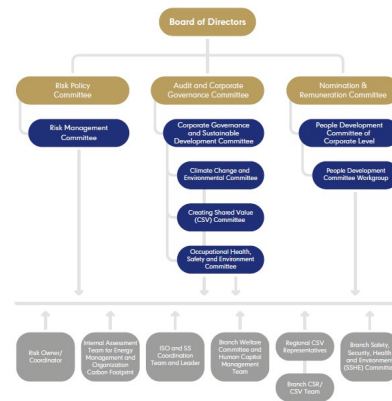 Board of Directors
Risk Policy
Committee
Audit and Corporate
Governance Committee
Nomination &
Remuneration Committee
Risk Management
Committee
Corporate Governance
and Sustainable
Development Committee
People Development
Committee of
Corporate Level
Climate Change and
Environmental Committee
People Development
Committee Workgroup
Creating Shared Value
(CSV) Committee
Occupational Health,
Safety and Environment
Committee
Risk Owner/
Coordinator
Internal Assessment
Team for Energy
Management and
Organization
Carbon Footprint
ISO and SS
Coordination
Team and Leader
Branch Welfare
Committee and
Human Capital
Management
Team
Regional CSV
Representatives
Branch CSR/
CSV Team
Branch Safety,
Security, Health
and Environment
(SSHE) Committee